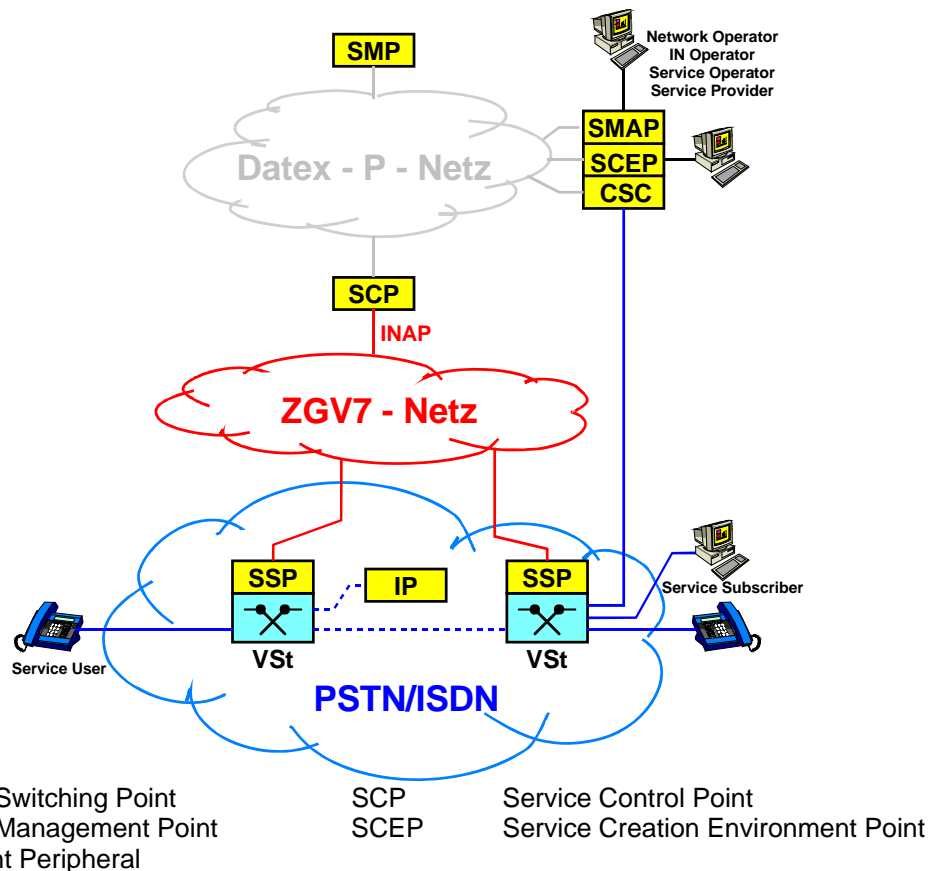 SMP
Network Operator
IN Operator
Service Operator
Service Provider
SMAP
SCEP
CSC
Datex - P - Netz
SCP
INAP
ZGV7 - Netz
SSP
IP
SSP
Service Subscriber
Service User
VSt
VSt
PSTN/ISDN
Switching Point SCP Service Control Point
Management Point SCEP Service Creation Environment Point
nt Peripheral